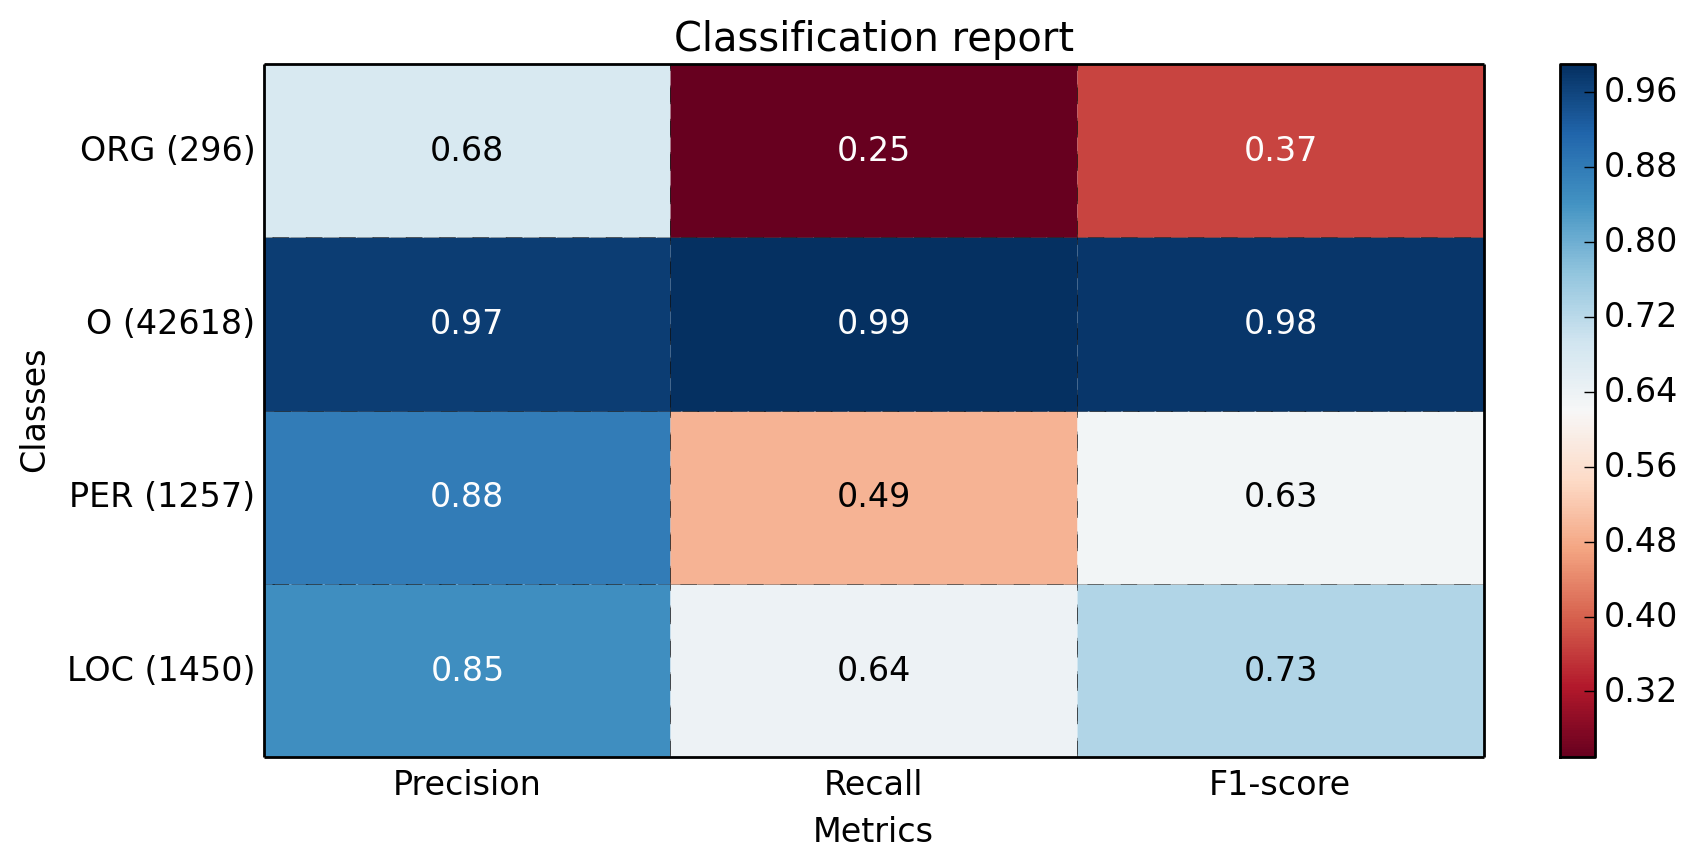 Classification report
ORG (296) 0.68 0.25 0.37
O (42618) 0.97 0.99 0.98
PER (1257) 0.88 0.49 0.63
LOC (1450) 0.85 0.64 0.73
Precision Recall F1-score
Metrics
Classes
0.96
0.88
0.80
0.72
0.64
0.56
0.48
0.40
0.32